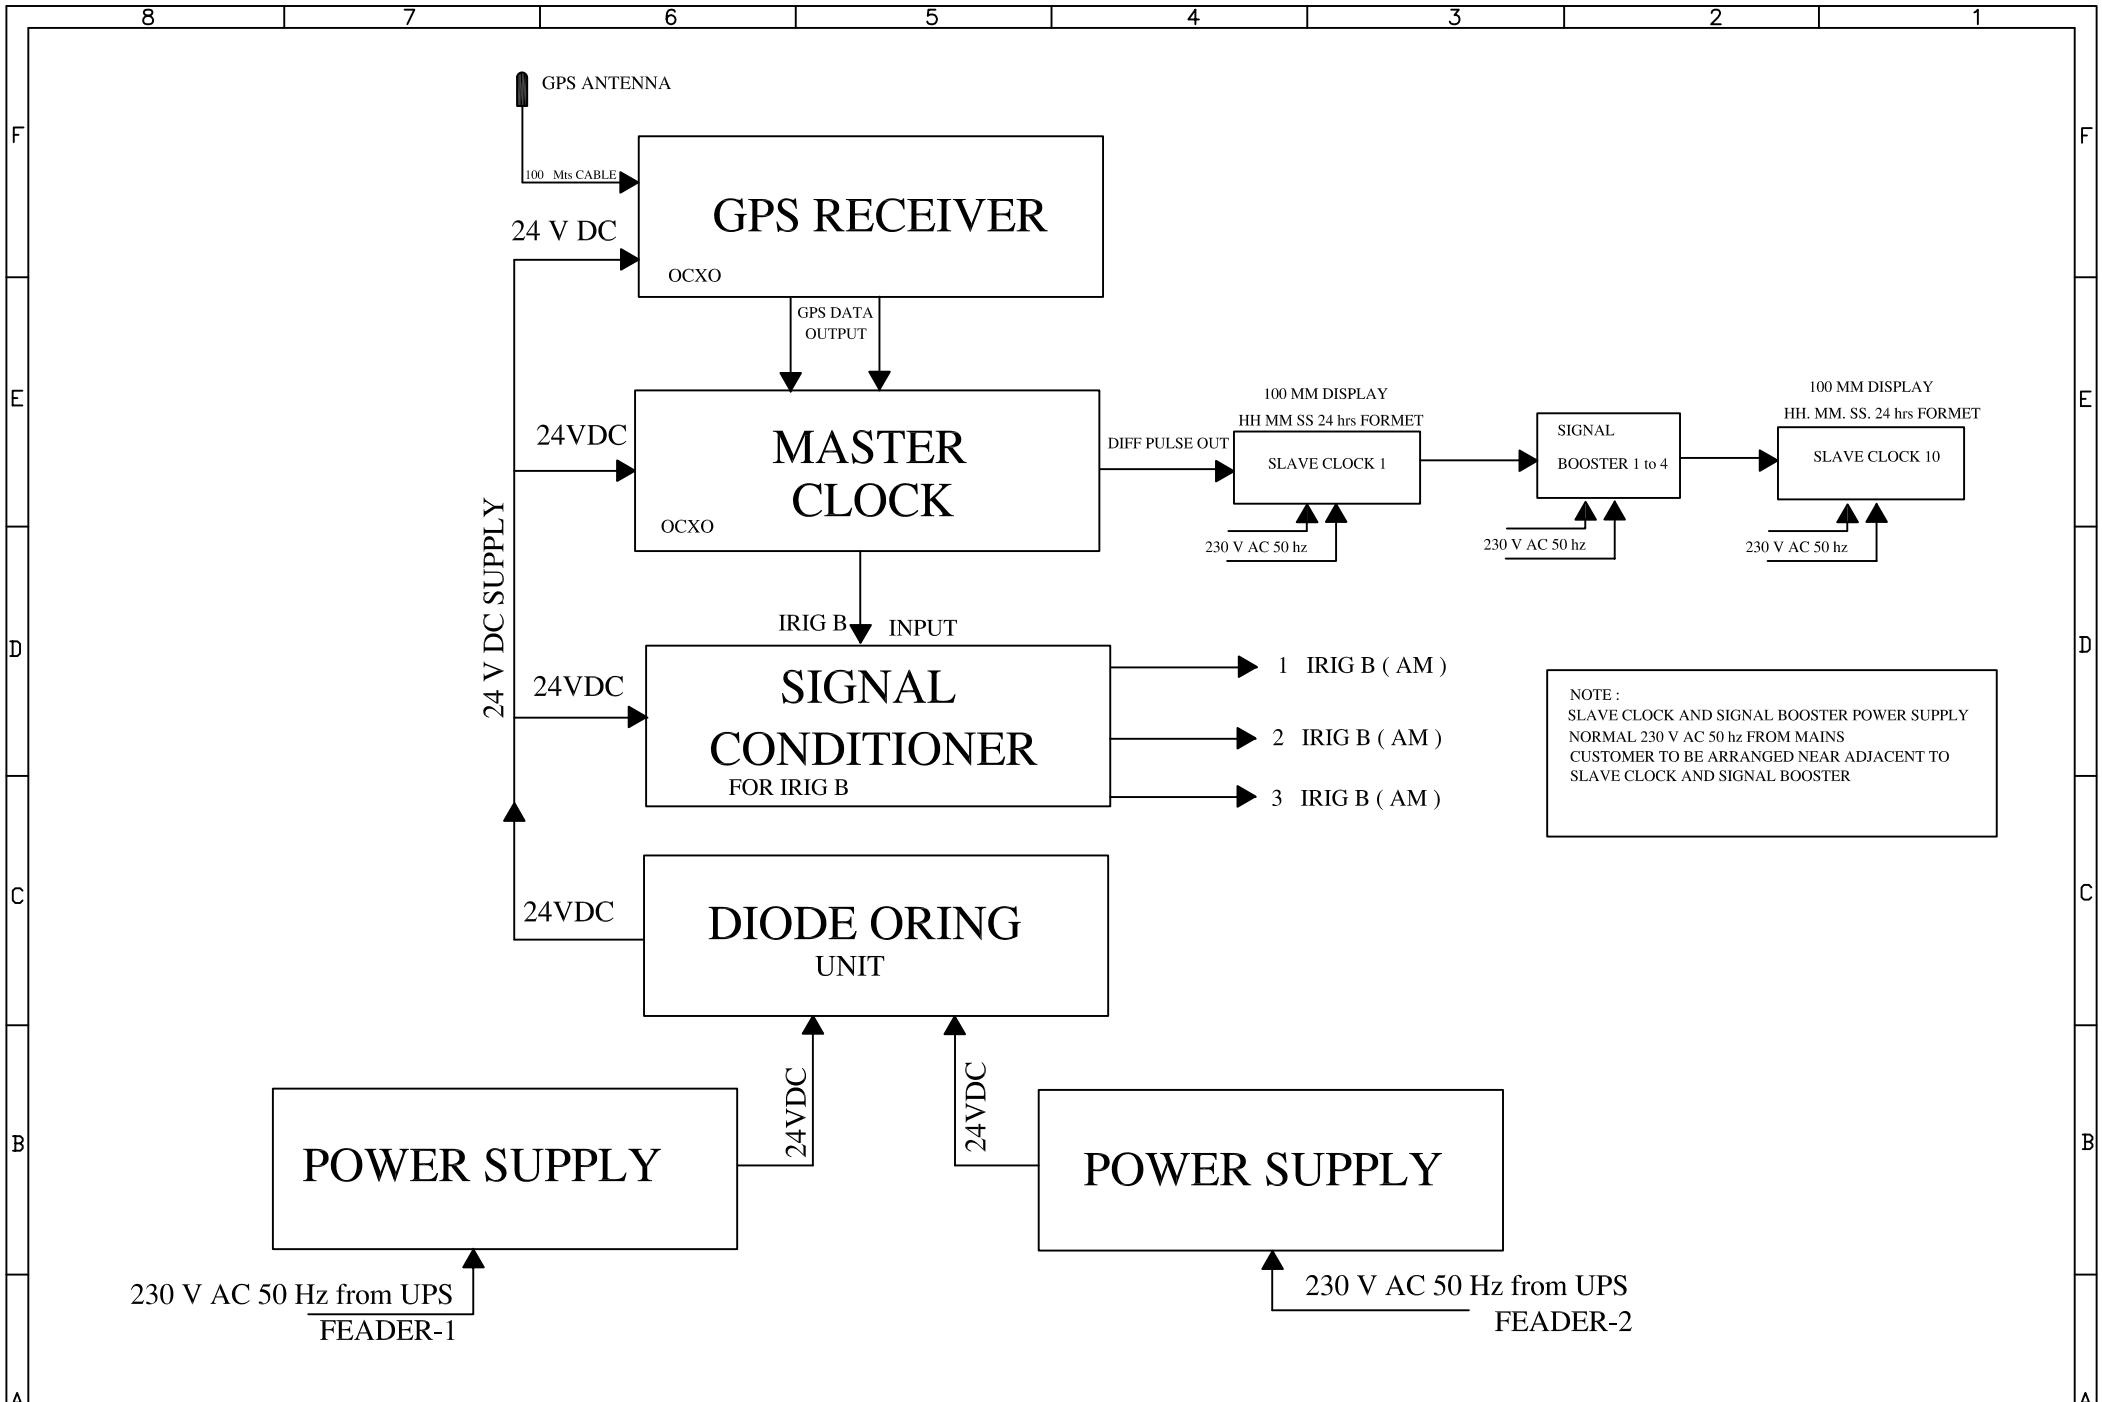 8 7 6 5 4 3 2 1
GPS ANTENNA
F
F
100 Mts CABLE
GPS RECEIVER
24 V DC
OCXO
GPS DATA
OUTPUT
E
E
24VDC
MASTER
CLOCK
OCXO
DIFF PULSE OUT
100 MM DISPLAY
HH MM SS 24 hrs FORMET
SLAVE CLOCK 1
230 V AC 50 hz
SIGNAL
BOOSTER 1 to 4
230 V AC 50 hz
100 MM DISPLAY
HH. MM. SS. 24 hrs FORMET
SLAVE CLOCK 10
230 V AC 50 hz
24 V DC SUPPLY
IRIG B INPUT
D
D
24VDC
SIGNAL
CONDITIONER
FOR IRIG B
1 IRIG B ( AM )
2 IRIG B ( AM )
3 IRIG B ( AM )
NOTE :
SLAVE CLOCK AND SIGNAL BOOSTER POWER SUPPLY
NORMAL 230 V AC 50 hz FROM MAINS
CUSTOMER TO BE ARRANGED NEAR ADJACENT TO
SLAVE CLOCK AND SIGNAL BOOSTER
C
C
24VDC
DIODE ORING
UNIT
24VDC
24VDC
B
B
POWER SUPPLY
POWER SUPPLY
230 V AC 50 Hz from UPS
FEADER-1
230 V AC 50 Hz from UPS
FEADER-2
A
A